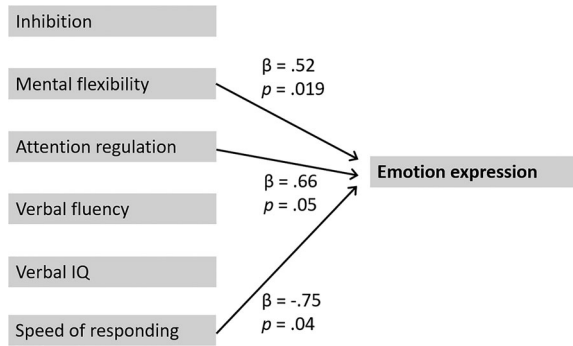 Inhibition
Mental flexibility
β = .52
p = .019
Attention regulation
Emotion expression
β = .66
p = .05
Verbal fluency
Verbal IQ
β = -.75
p = .04
Speed of responding